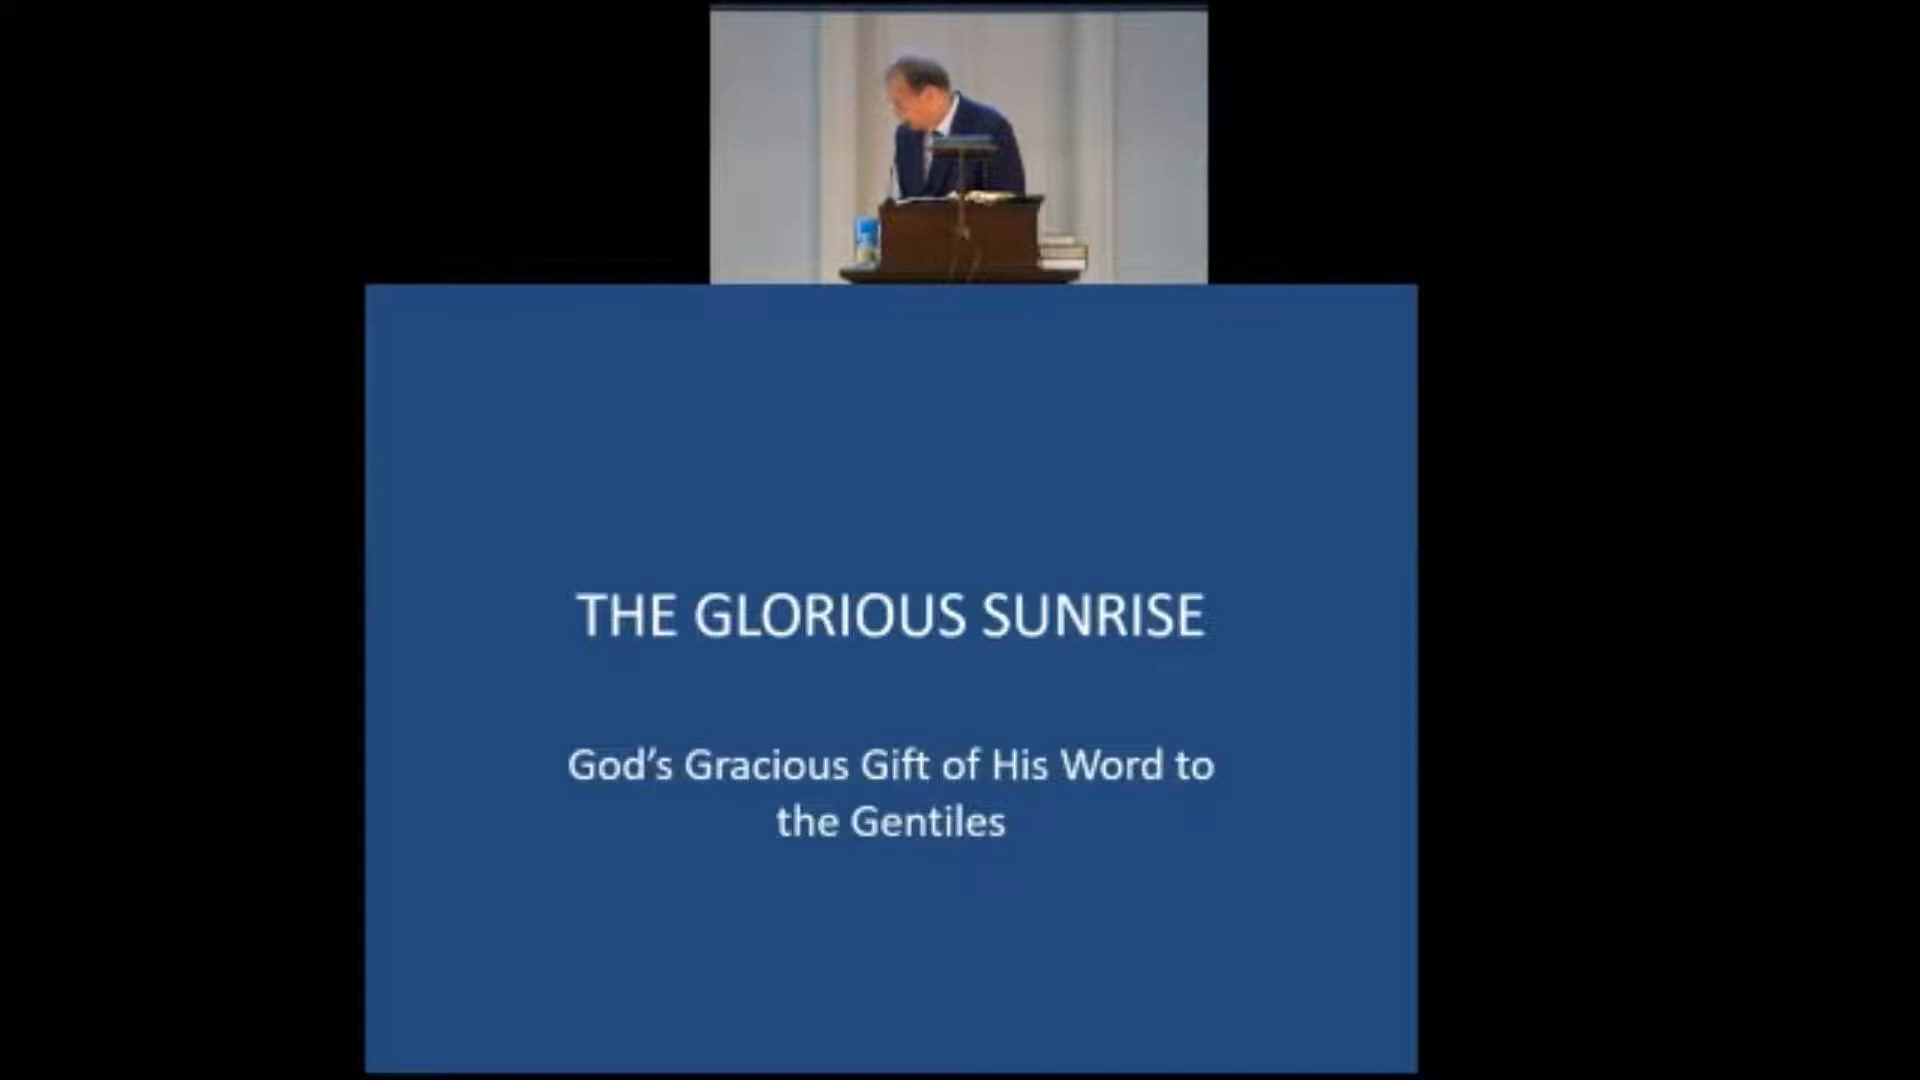 THE GLORIOUS SUNRISE
God’s Gracious Gift of His Word to
the Gentiles